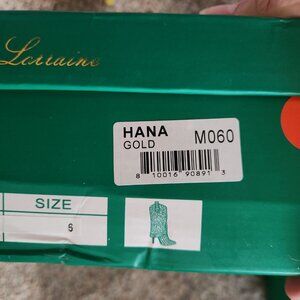 Lorraine
HANA
GOLD M060
8 10016 90891 3
SIZE
6